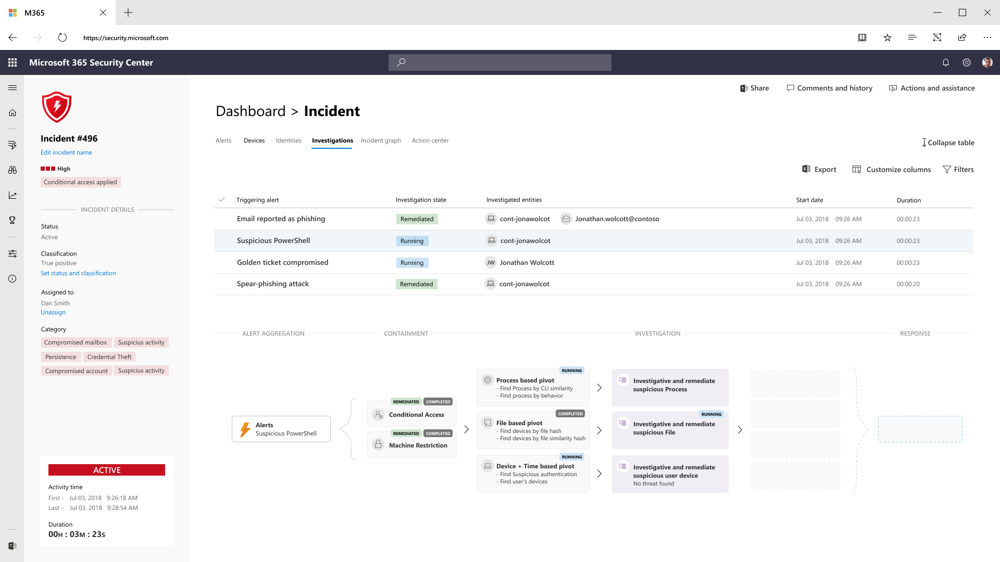 M365
https://security.microsoft.com
Microsoft 365 Security Center
Share
Comments and history
Actions and assistance
Incident #496
Edit incident name
High
Conditional access applied
INCIDENT DETAILS
Status
Active
Classification
True positive
Set status and classification
Assigned to
Dan Smith
Unassign
Category
Compromised mailbox Suspicius activity
Persistence Credential Theft
Compromised account Suspicius activity
ACTIVE
Activity time
First - Jul 03, 2018 9:26:18 AM
Last - Jul 03, 2018 9:28:54 AM
Duration
00H : 03M : 23S
Dashboard > Incident
Alerts Devices Identities Investigations Incident graph Action center
Collapse table
Export Customize columns Filters
Triggering alert Investigation state Investigated entities Start date Duration
Email reported as phishing Remediated cont-jonawolcot Jonathan.wolcott@contoso Jul 03, 2018 09:26 AM 00:00:23
Suspicious PowerShell Running cont-jonawolcot Jul 03, 2018 09:26 AM 00:00:23
Golden ticket compromised Running JW Jonathan Wolcott Jul 03, 2018 09:26 AM 00:00:23
Spear-phishing attack Remediated cont-jonawolcot Jul 03, 2018 09:26 AM 00:00:20
ALERT AGGREGATION CONTAINMENT INVESTIGATION RESPONSE
Alerts
Suspicious PowerShell
REMEDIATED COMPLETED
Conditional Access
REMEDIATED COMPLETED
Machine Restriction
RUNNING
Process based pivot
- Find Process by CLI similarity
- Find process by behavior
COMPLETED
File based pivot
- Find devices by file hash
- Find devices by file similarity hash
RUNNING
Device + Time based pivot
- Find Suspicious authentication
- Find user's devices
Investigative and remediate
suspicious Process
RUNNING
Investigative and remediate
suspicious File
Investigative and remediate
suspicious user device
No threat found